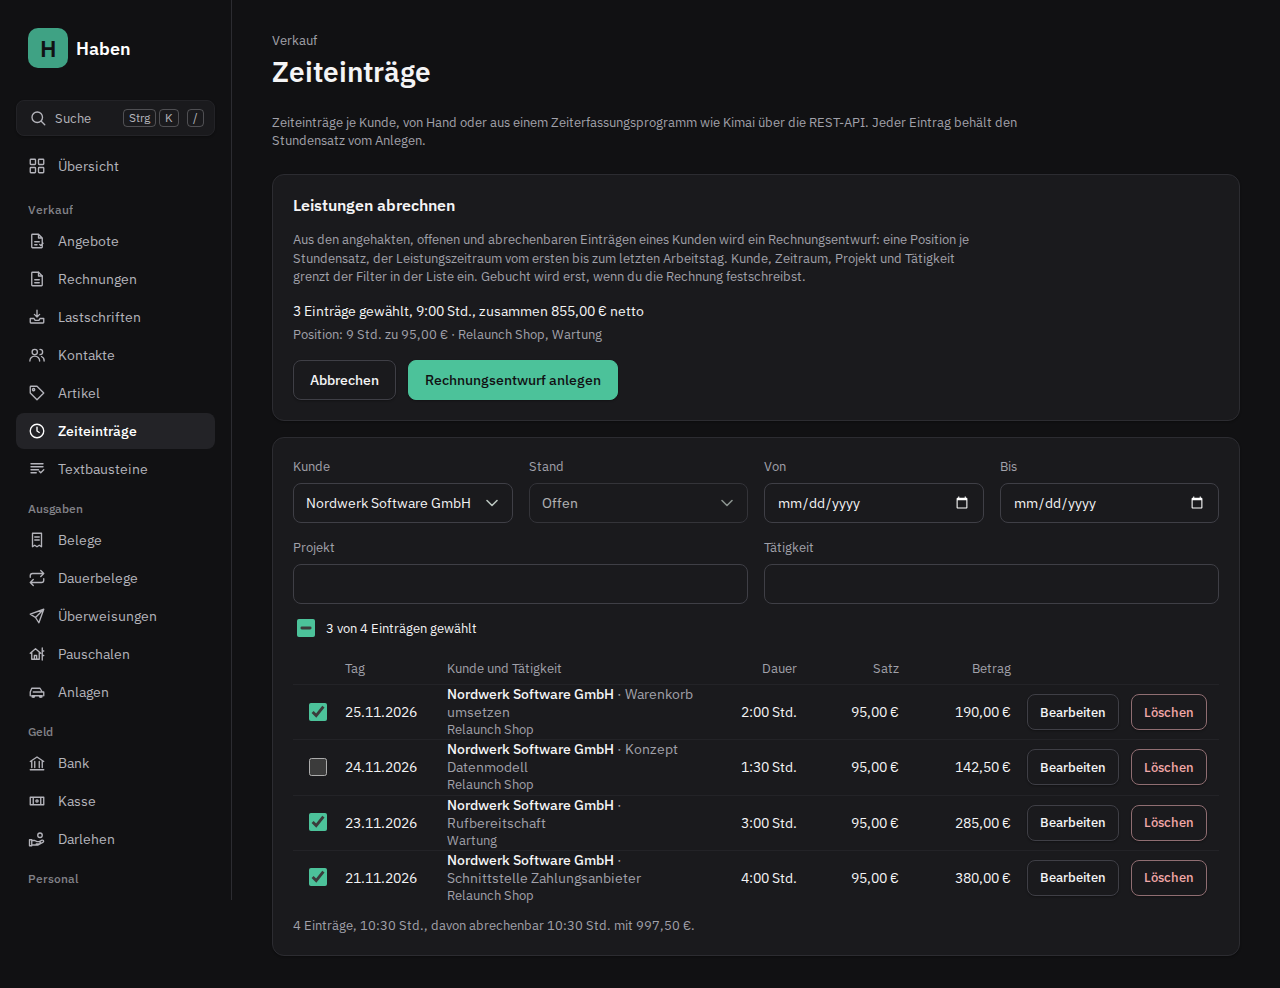 H Haben
Suche Strg K /
Übersicht
Verkauf
Angebote
Rechnungen
Lastschriften
Kontakte
Artikel
Zeiteinträge
Textbausteine
Ausgaben
Belege
Dauerbelege
Überweisungen
Pauschalen
Anlagen
Geld
Bank
Kasse
Darlehen
Personal
Verkauf
Zeiteinträge
Zeiteinträge je Kunde, von Hand oder aus einem Zeiterfassungsprogramm wie Kimai über die REST-API. Jeder Eintrag behält den
Stundensatz vom Anlegen.
Leistungen abrechnen
Aus den angehakten, offenen und abrechenbaren Einträgen eines Kunden wird ein Rechnungsentwurf: eine Position je
Stundensatz, der Leistungszeitraum vom ersten bis zum letzten Arbeitstag. Kunde, Zeitraum, Projekt und Tätigkeit
grenzt der Filter in der Liste ein. Gebucht wird erst, wenn du die Rechnung festschreibst.
3 Einträge gewählt, 9:00 Std., zusammen 855,00 € netto
Position: 9 Std. zu 95,00 € · Relaunch Shop, Wartung
Abbrechen Rechnungsentwurf anlegen
Kunde Stand Von Bis
Nordwerk Software GmbH Offen mm/dd/yyyy mm/dd/yyyy
Projekt Tätigkeit
3 von 4 Einträgen gewählt
Tag Kunde und Tätigkeit Dauer Satz Betrag
Nordwerk Software GmbH · Warenkorb
25.11.2026 umsetzen 2:00 Std. 95,00 € 190,00 € Bearbeiten Löschen
Relaunch Shop
Nordwerk Software GmbH · Konzept
24.11.2026 Datenmodell 1:30 Std. 95,00 € 142,50 € Bearbeiten Löschen
Relaunch Shop
Nordwerk Software GmbH ·
23.11.2026 Rufbereitschaft 3:00 Std. 95,00 € 285,00 € Bearbeiten Löschen
Wartung
Nordwerk Software GmbH ·
21.11.2026 Schnittstelle Zahlungsanbieter 4:00 Std. 95,00 € 380,00 € Bearbeiten Löschen
Relaunch Shop
4 Einträge, 10:30 Std., davon abrechenbar 10:30 Std. mit 997,50 €.